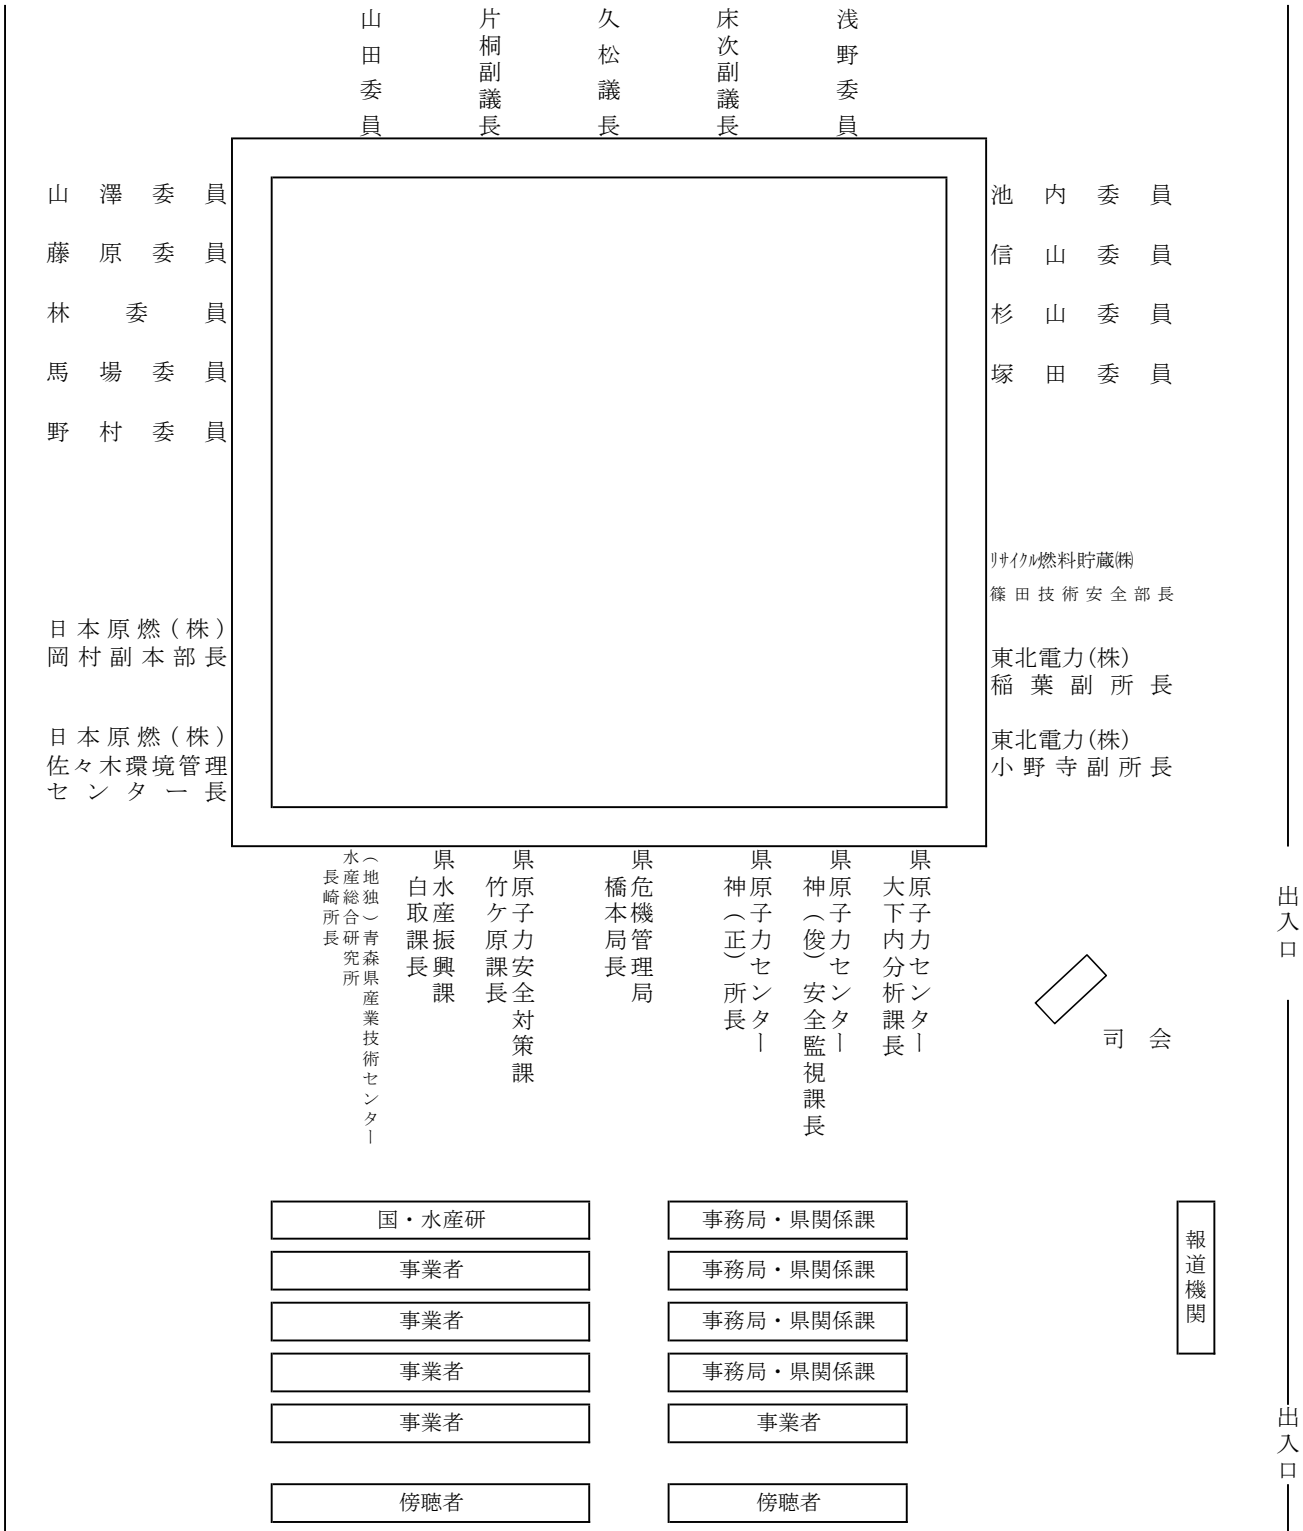 山田委員
片桐副議長
久松議長
床次副議長
浅野委員
山澤委員
藤原委員
林委員
馬場委員
野村委員
日本原燃(株)
岡村副本部長
日本原燃(株)
佐々木環境管理
センター長
池内委員
信山委員
杉山委員
塚田委員
ﾘｻｲｸﾙ燃料貯蔵㈱
篠田技術安全部長
東北電力(株)
稲葉副所長
東北電力(株)
小野寺副所長
(地独)青森県産業技術センター
水産総合研究所
長崎所長
県水産振興課
白取課長
県原子力安全対策課
竹ケ原課長
県危機管理局
橋本局長
県原子力センター
神(正)所長
県原子力センター
神(俊)安全監視課長
県原子力センター
大下内分析課長
司会
出入口
国・水産研
事業者
事業者
事業者
事業者
傍聴者
事務局・県関係課
事務局・県関係課
事務局・県関係課
事務局・県関係課
事業者
傍聴者
報道機関
出入口